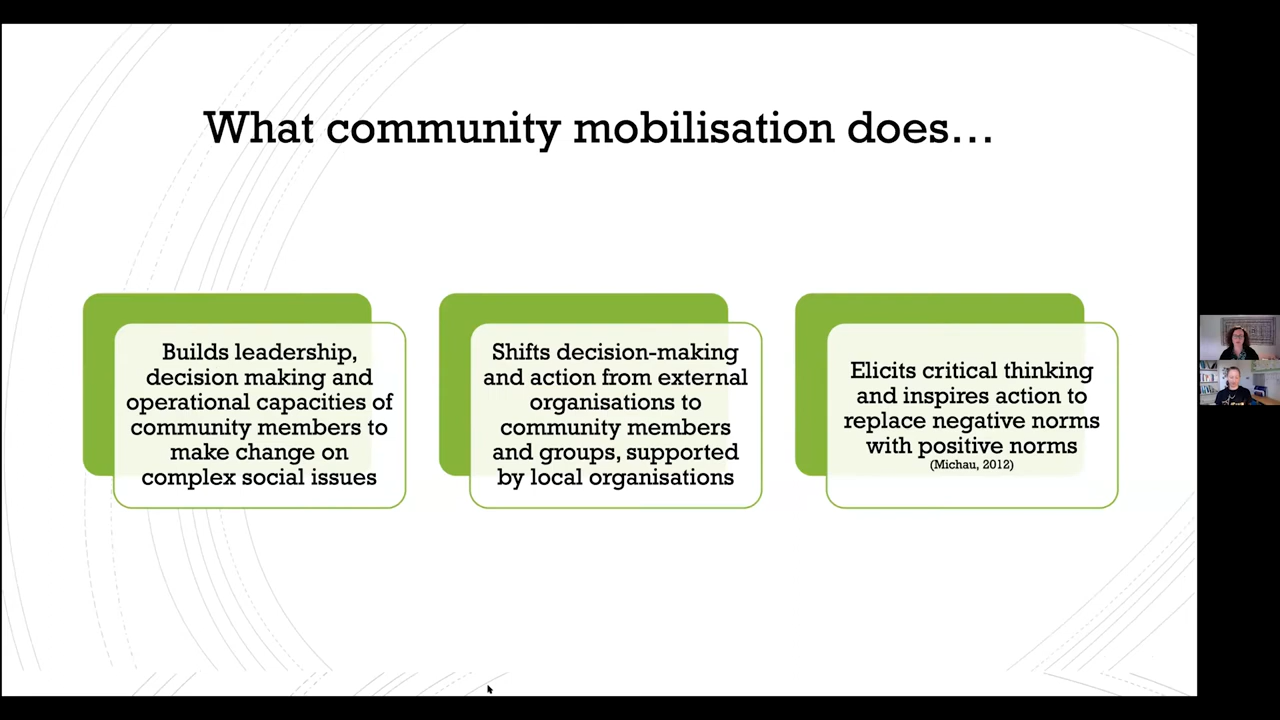 What community mobilisation does…
Builds leadership,
decision making and
operational capacities of
community members to
make change on
complex social issues
Shifts decision-making
and action from external
organisations to
community members
and groups, supported
by local organisations
Elicits critical thinking
and inspires action to
replace negative norms
with positive norms
(Michau, 2012)